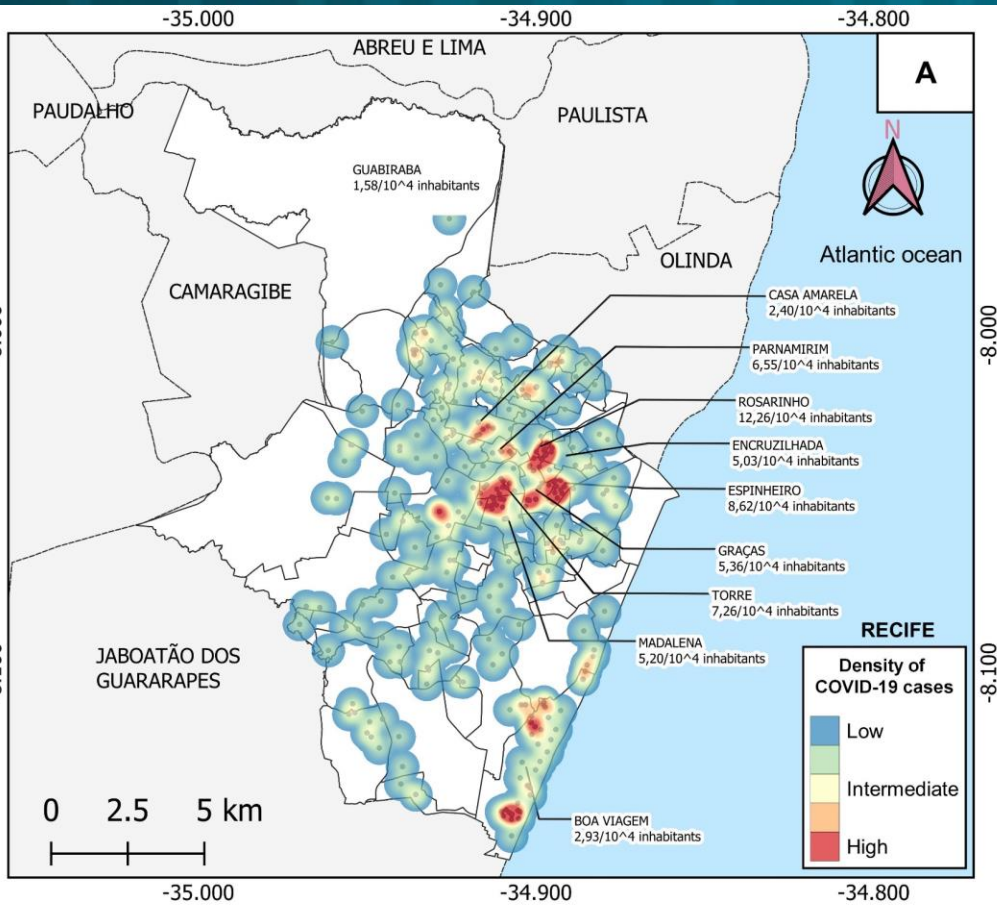 -35.000
-34.900
-34.800
ABREU E LIMA
A
PAUDALHO
PAULISTA
N
GUABIRABA
1,58/10^4 inhabitants
OLINDA
Atlantic ocean
CAMARAGIBE
CASA AMARELA
2,40/10^4 inhabitants
-8.000
PARNAMIRIM
6,55/10^4 inhabitants
ROSARINHO
12,26/10^4 inhabitants
ENCRUZILHADA
5,03/10^4 inhabitants
ESPINHEIRO
8,62/10^4 inhabitants
GRAÇAS
5,36/10^4 inhabitants
TORRE
7,26/10^4 inhabitants
MADALENA
5,20/10^4 inhabitants
JABOATÃO DOS
GUARARAPES
-8.100
RECIFE
Density of
COVID-19 cases
Low
Intermediate
High
0 2.5 5 km
BOA VIAGEM
2,93/10^4 inhabitants
-35.000
-34.900
-34.800